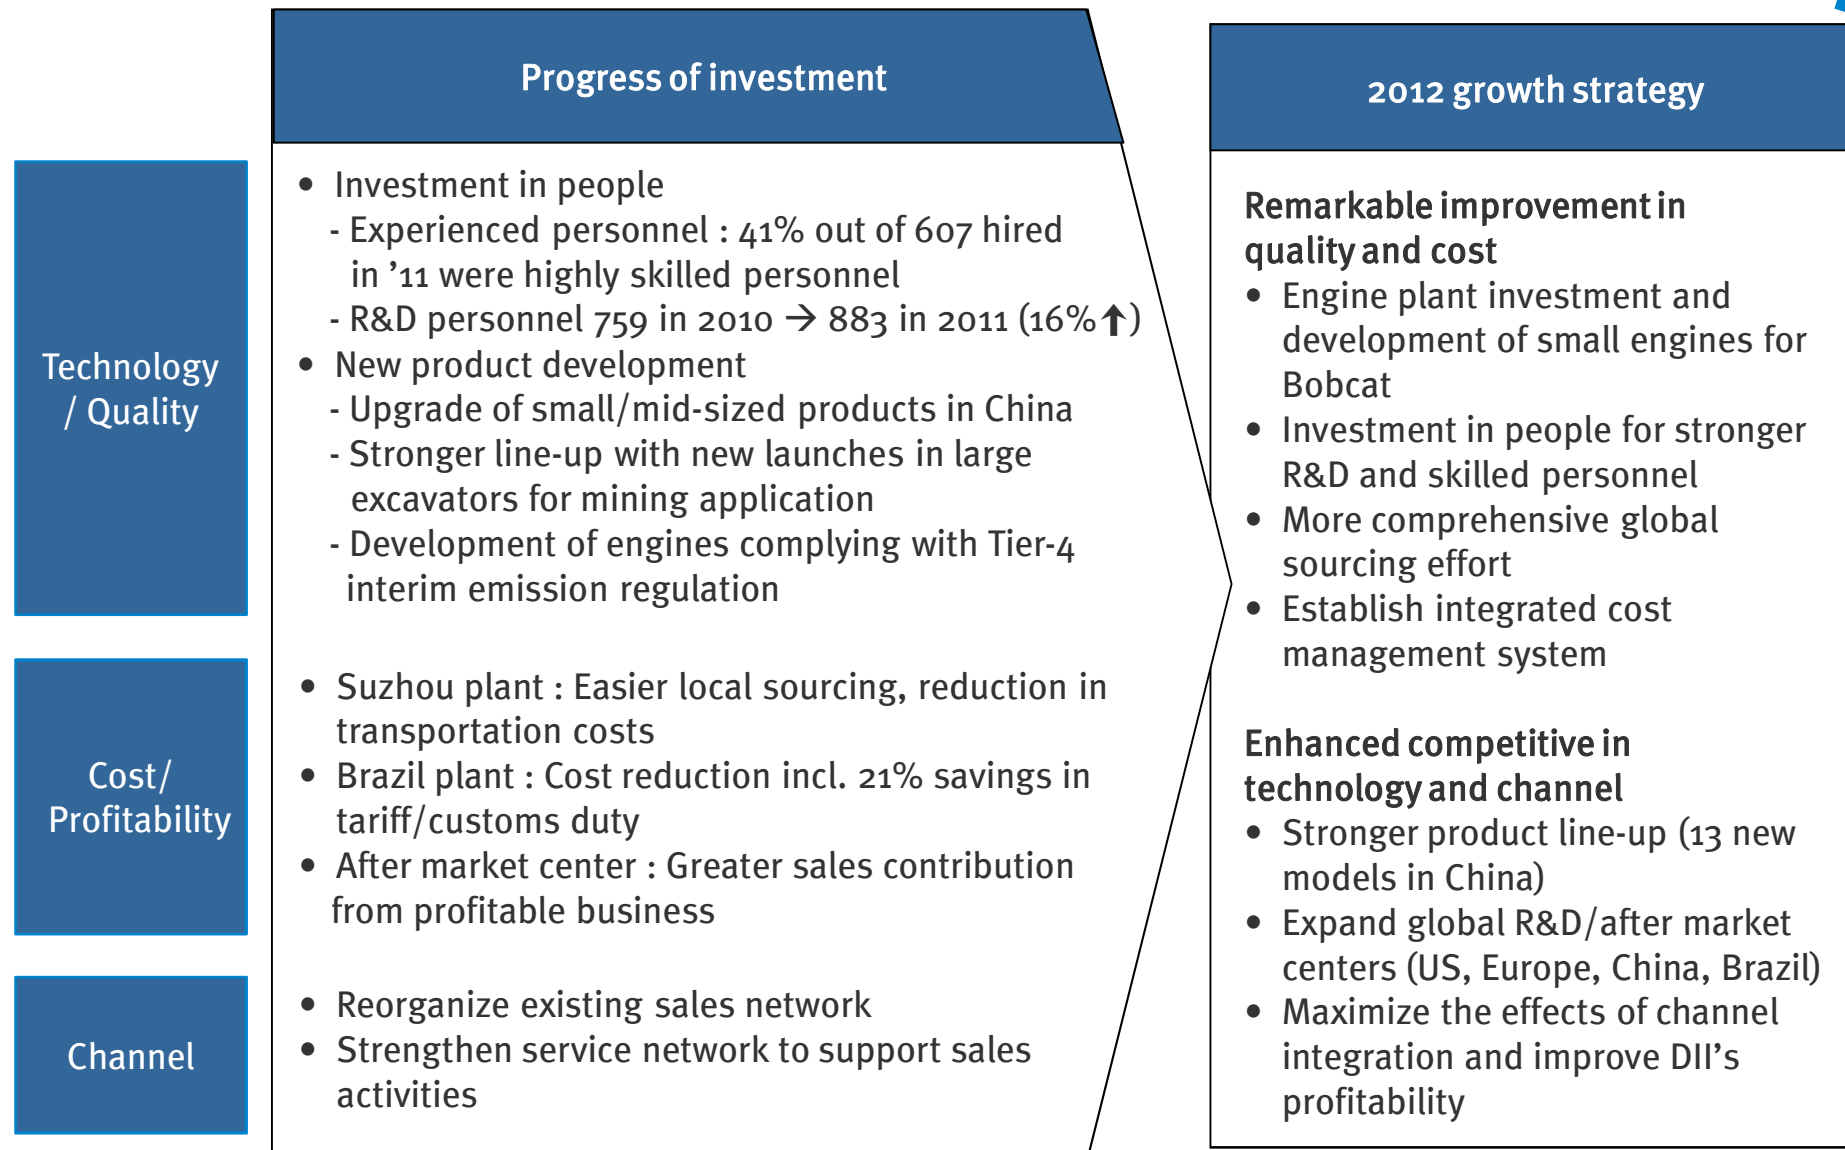 Progress of investment
2012 growth strategy
Technology
/ Quality
• Investment in people
- Experienced personnel : 41% out of 607 hired
in ’11 were highly skilled personnel
- R&D personnel 759 in 2010 → 883 in 2011 (16%↑)
• New product development
- Upgrade of small/mid-sized products in China
- Stronger line-up with new launches in large
excavators for mining application
- Development of engines complying with Tier-4
interim emission regulation
Cost/
Profitability
• Suzhou plant : Easier local sourcing, reduction in
transportation costs
• Brazil plant : Cost reduction incl. 21% savings in
tariff/customs duty
• After market center : Greater sales contribution
from profitable business
Channel
• Reorganize existing sales network
• Strengthen service network to support sales
activities
Remarkable improvement in
quality and cost
• Engine plant investment and
development of small engines for
Bobcat
• Investment in people for stronger
R&D and skilled personnel
• More comprehensive global
sourcing effort
• Establish integrated cost
management system
Enhanced competitive in
technology and channel
• Stronger product line-up (13 new
models in China)
• Expand global R&D/after market
centers (US, Europe, China, Brazil)
• Maximize the effects of channel
integration and improve DII’s
profitability